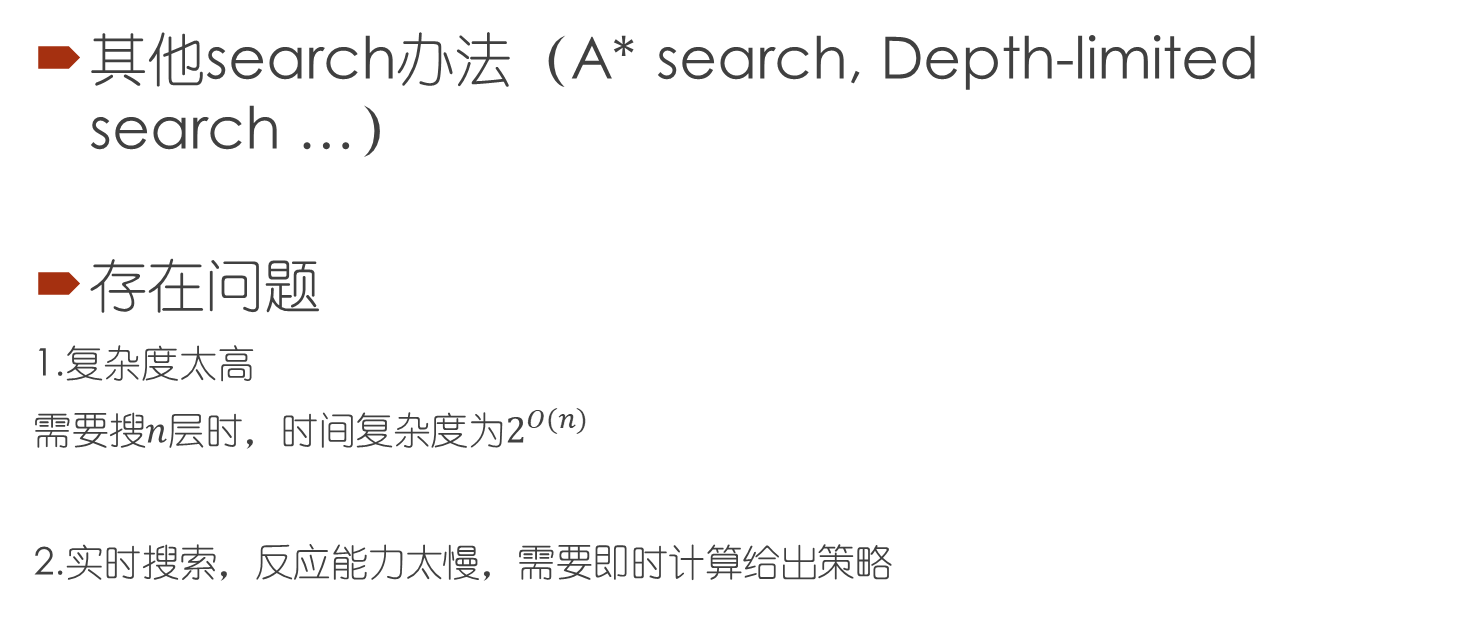 其他search办法（A* search, Depth-limited
search …）
存在问题
1.复杂度太高
需要搜n层时，时间复杂度为2^{O(n)}
2.实时搜索，反应能力太慢，需要即时计算给出策略